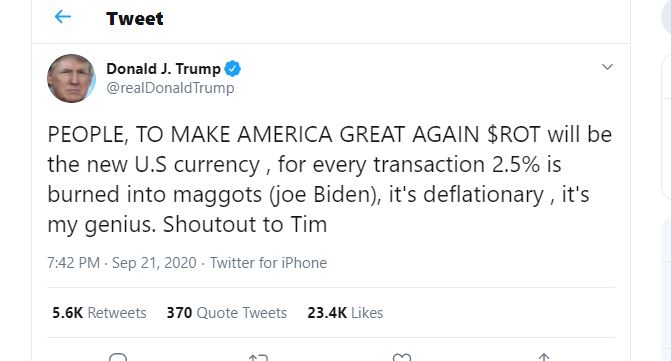 Tweet
Donald J. Trump
@realDonaldTrump
PEOPLE, TO MAKE AMERICA GREAT AGAIN $ROT will be
the new U.S currency , for every transaction 2.5% is
burned into maggots (joe Biden), it's deflationary , it's
my genius. Shoutout to Tim
7:42 PM · Sep 21, 2020 · Twitter for iPhone
5.6K Retweets 370 Quote Tweets 23.4K Likes